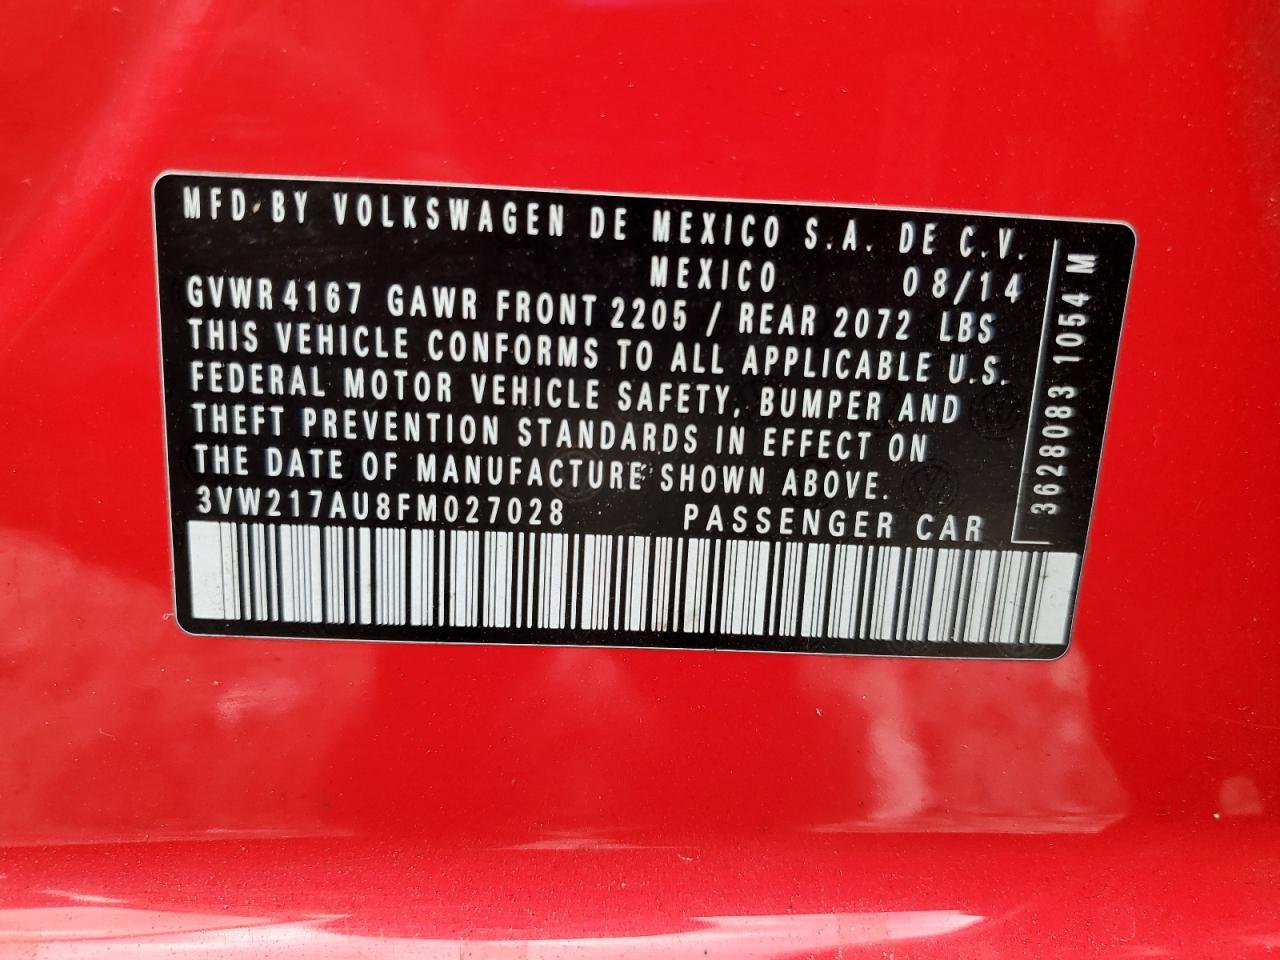 MFD BY VOLKSWAGEN DE MEXICO S.A. DE C.V.
MEXICO 08/14
GVWR 4167 GAWR FRONT 2205 / REAR 2072 LBS
THIS VEHICLE CONFORMS TO ALL APPLICABLE U.S.
FEDERAL MOTOR VEHICLE SAFETY, BUMPER AND
THEFT PREVENTION STANDARDS IN EFFECT ON
THE DATE OF MANUFACTURE SHOWN ABOVE.
3VW217AU8FM027028 PASSENGER CAR
3628083 1054 M